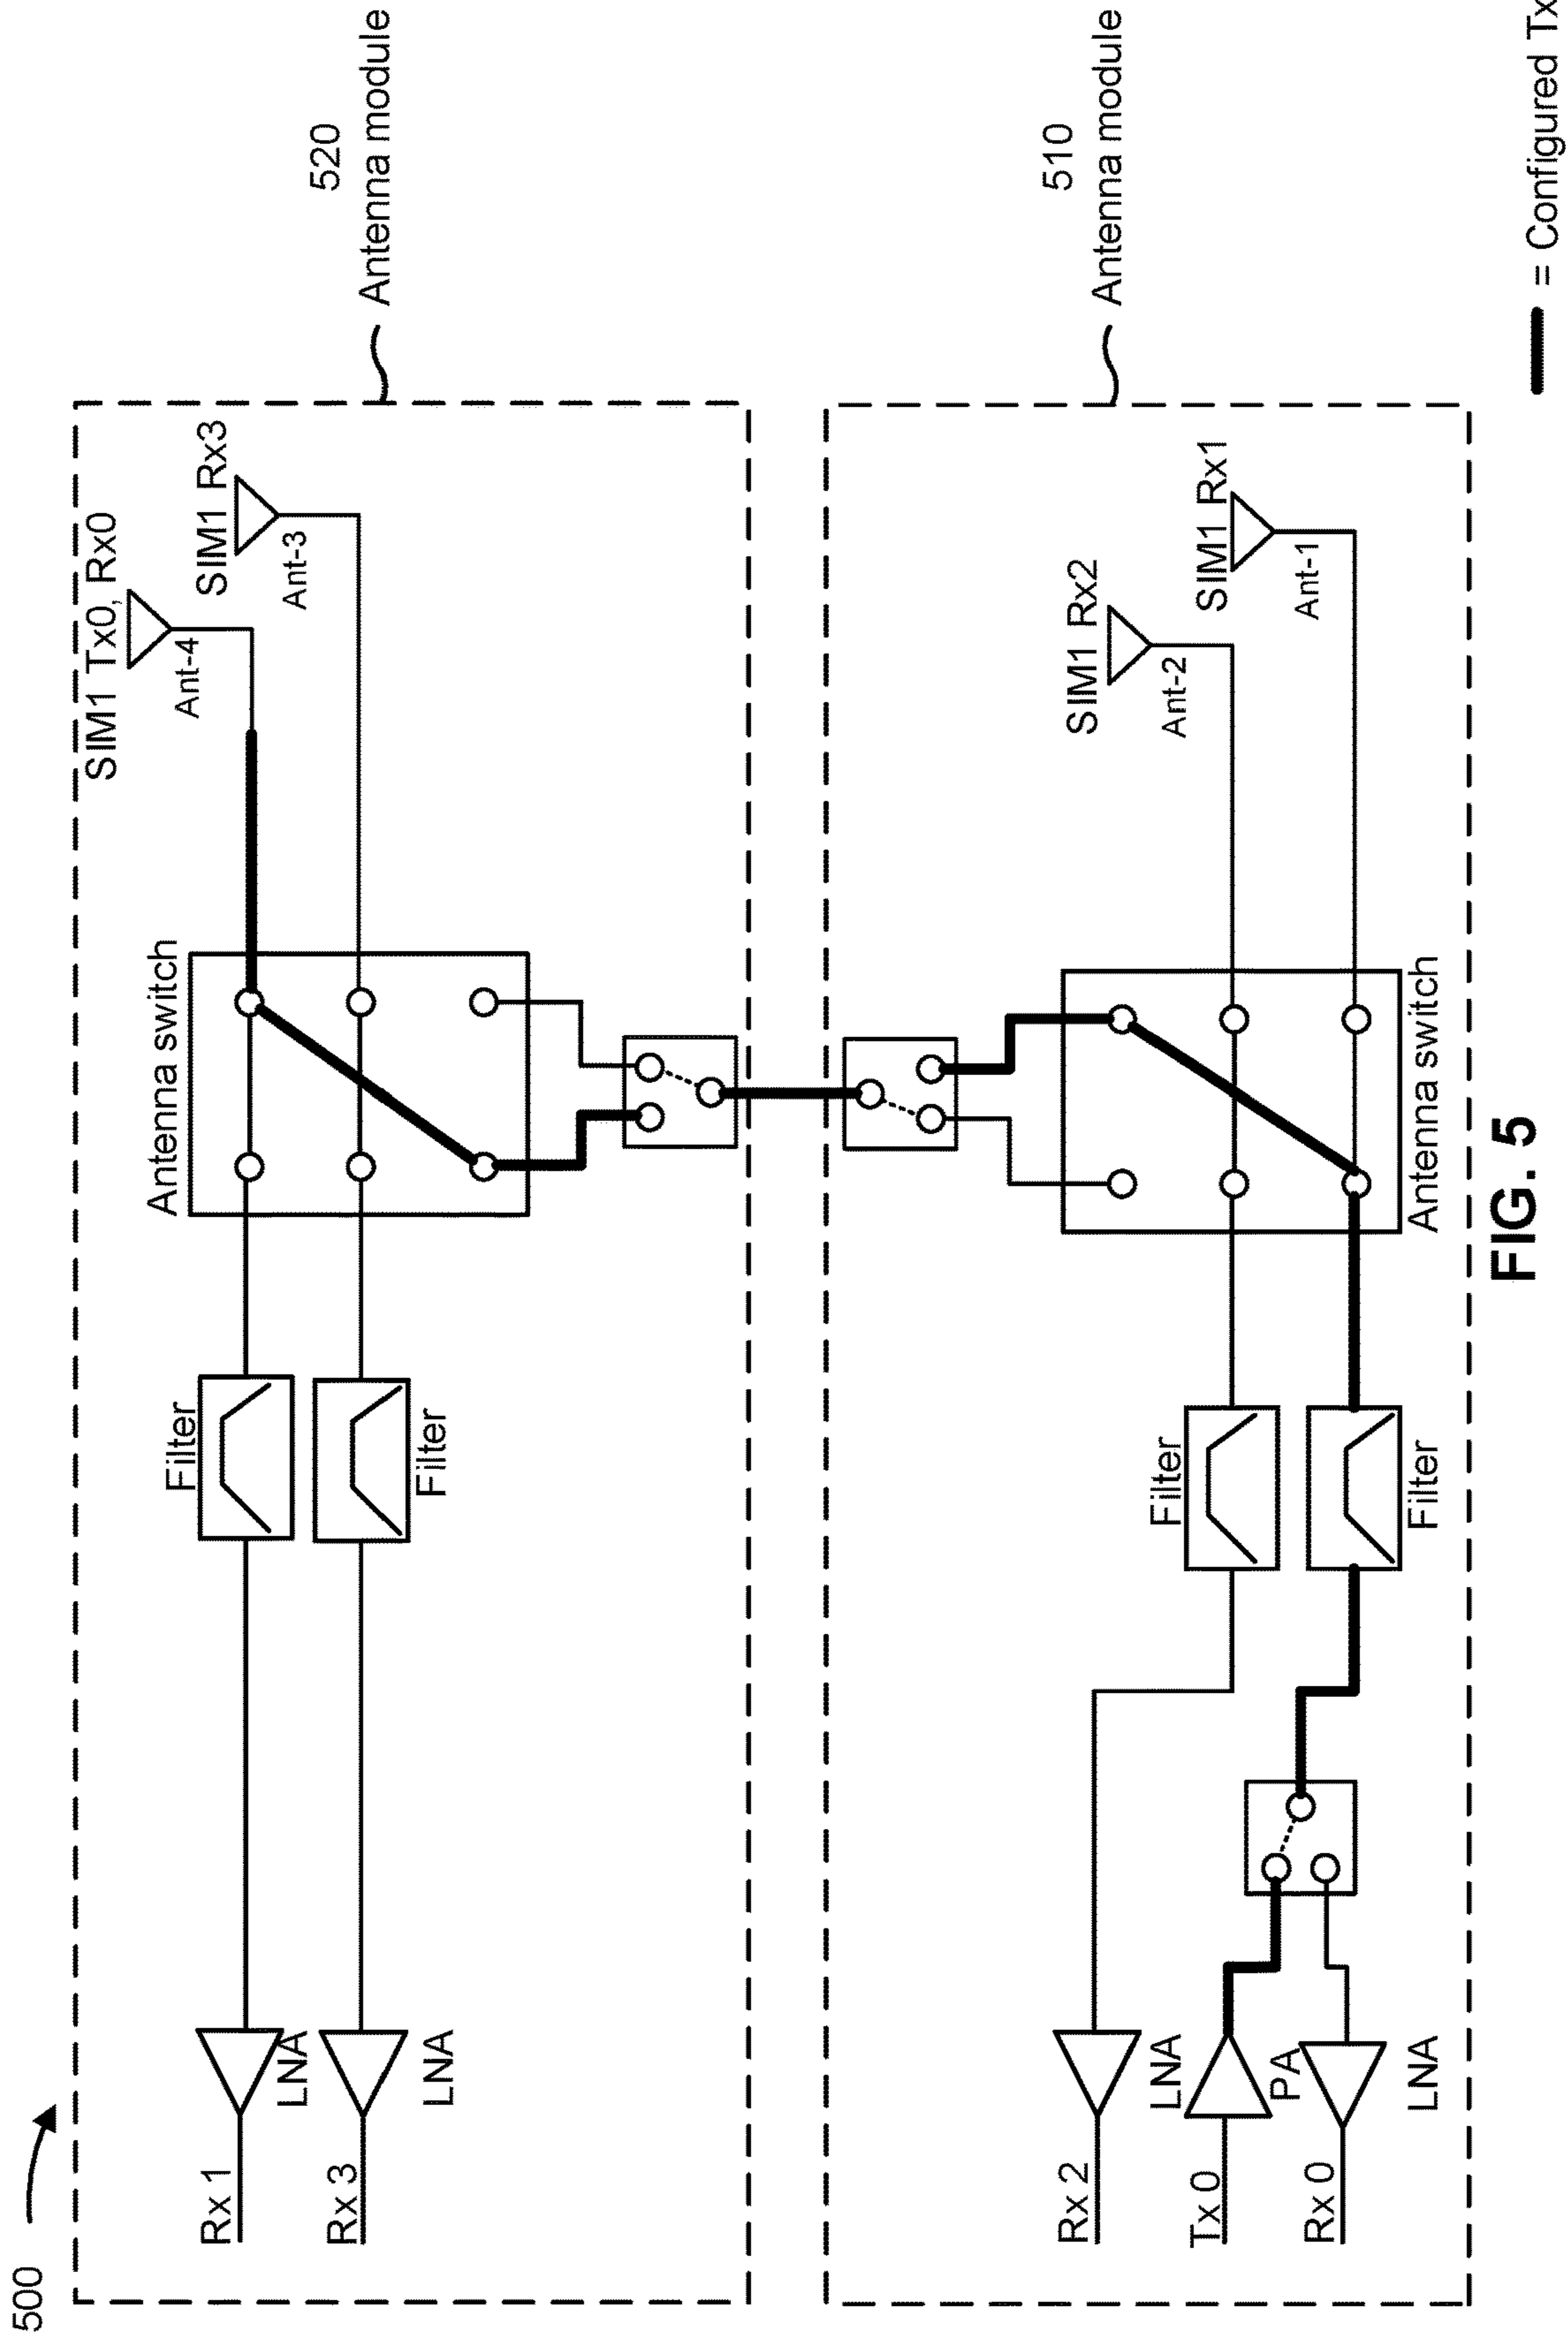 500
Rx 1
LNA
Rx 3
LNA
Filter
Filter
Antenna switch
SIM1 Tx0, Rx0
Ant-4
SIM1 Rx3
Ant-3
520
Antenna module
Rx 2
LNA
Tx 0
PA
Rx 0
LNA
Filter
Filter
Antenna switch
SIM1 Rx2
Ant-2
SIM1 Rx1
Ant-1
510
Antenna module
FIG. 5
= Configured Tx